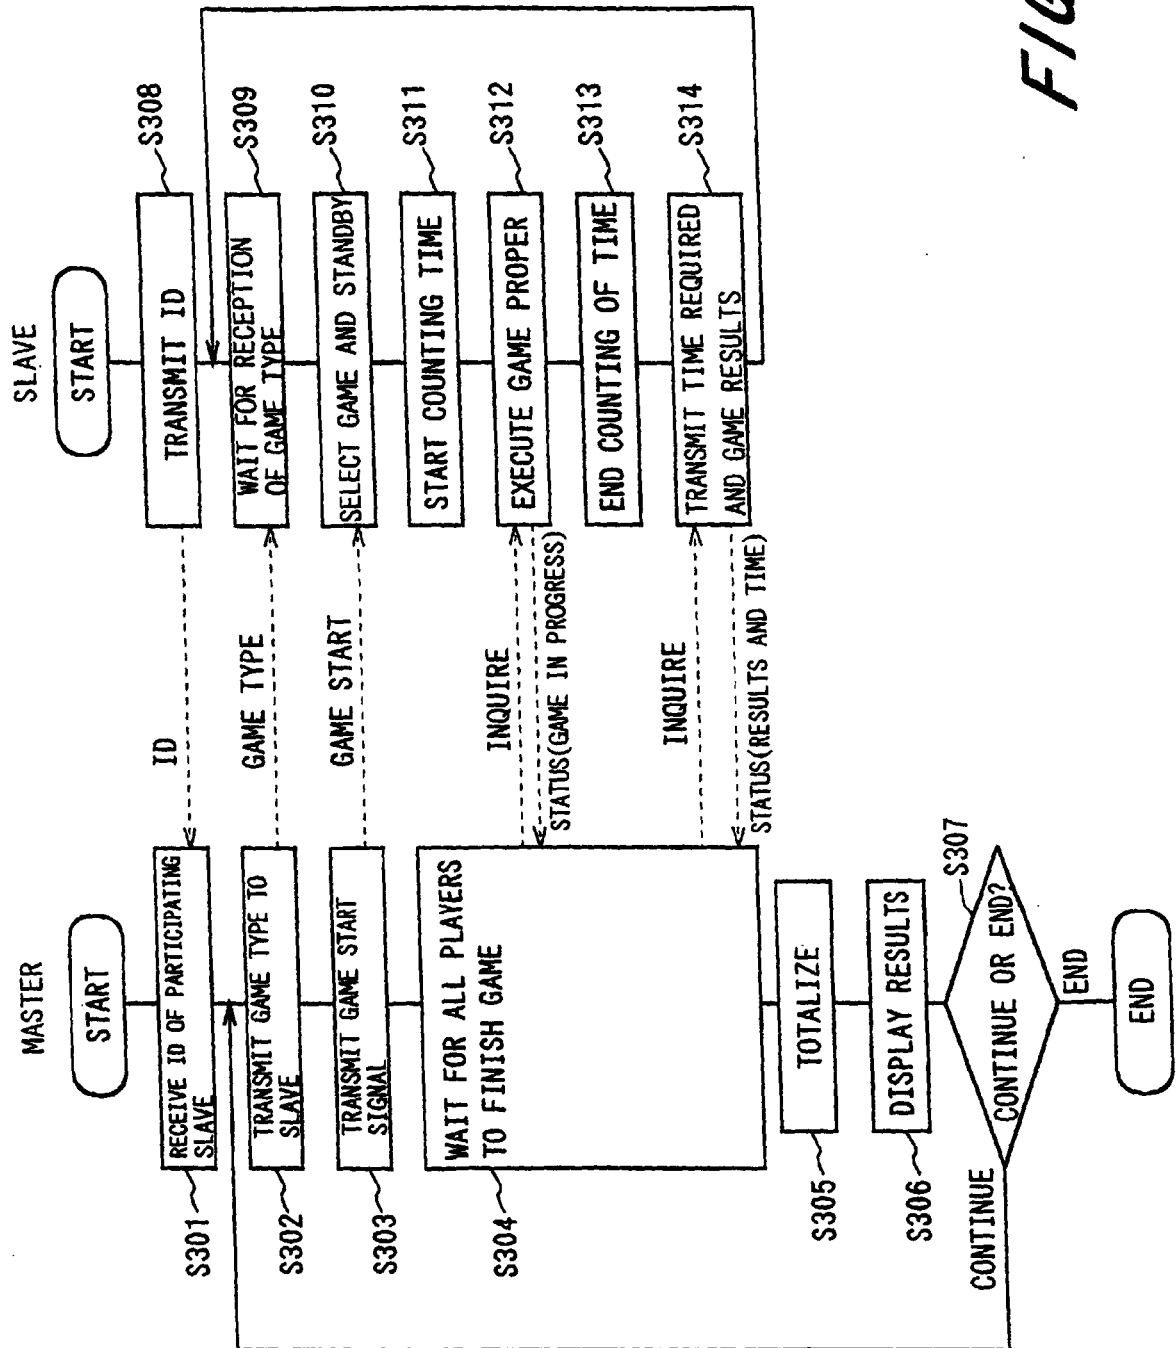 MASTER
START
RECEIVE ID OF PARTICIPATING
SLAVE
S301
TRANSMIT GAME TYPE TO
SLAVE
S302
TRANSMIT GAME START
SIGNAL
S303
WAIT FOR ALL PLAYERS
TO FINISH GAME
S304
TOTALIZE
S305
DISPLAY RESULTS
S306
CONTINUE OR END?
S307
CONTINUE
END
END
ID
GAME TYPE
GAME START
INQUIRE
STATUS(GAME IN PROGRESS)
INQUIRE
STATUS(RESULTS AND TIME)
SLAVE
START
TRANSMIT ID
S308
WAIT FOR RECEPTION
OF GAME TYPE
S309
SELECT GAME AND STANDBY
S310
START COUNTING TIME
S311
EXECUTE GAME PROPER
S312
END COUNTING OF TIME
S313
TRANSMIT TIME REQUIRED
AND GAME RESULTS
S314